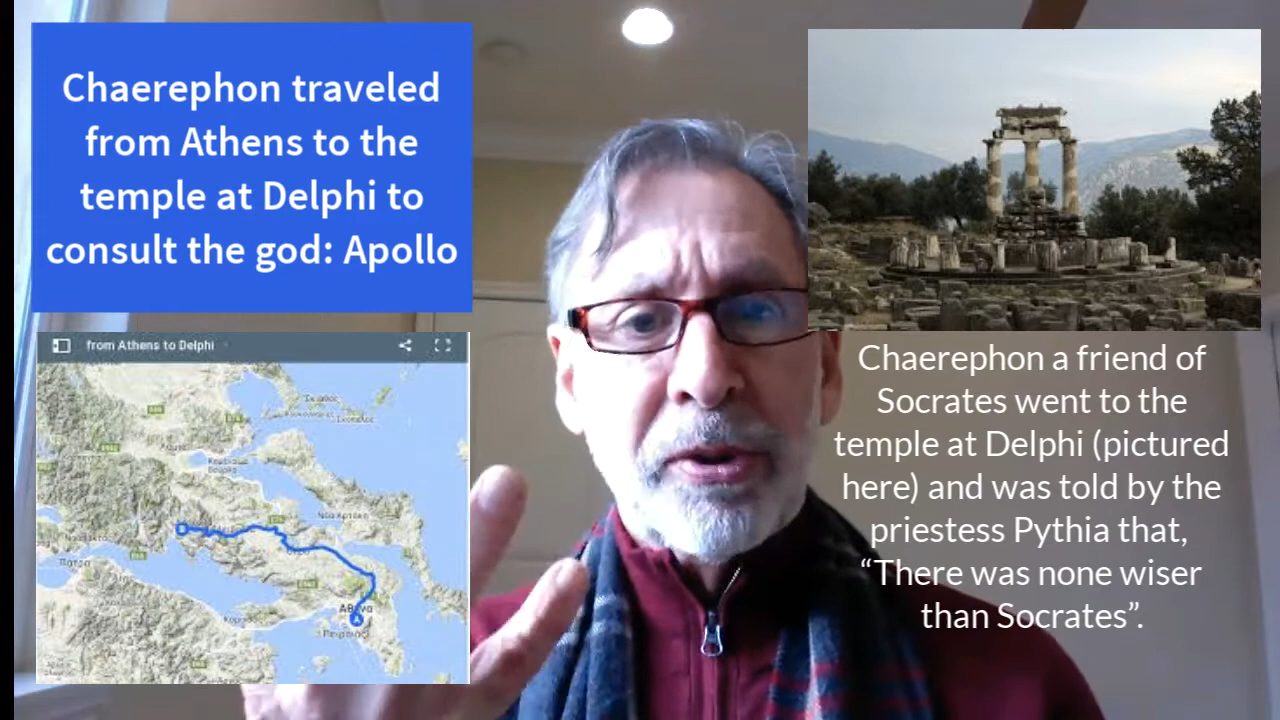 Chaerephon traveled
from Athens to the
temple at Delphi to
consult the god: Apollo
from Athens to Delphi
Αθήνα
A
Chaerephon a friend of
Socrates went to the
temple at Delphi (pictured
here) and was told by the
priestess Pythia that,
“There was none wiser
than Socrates”.